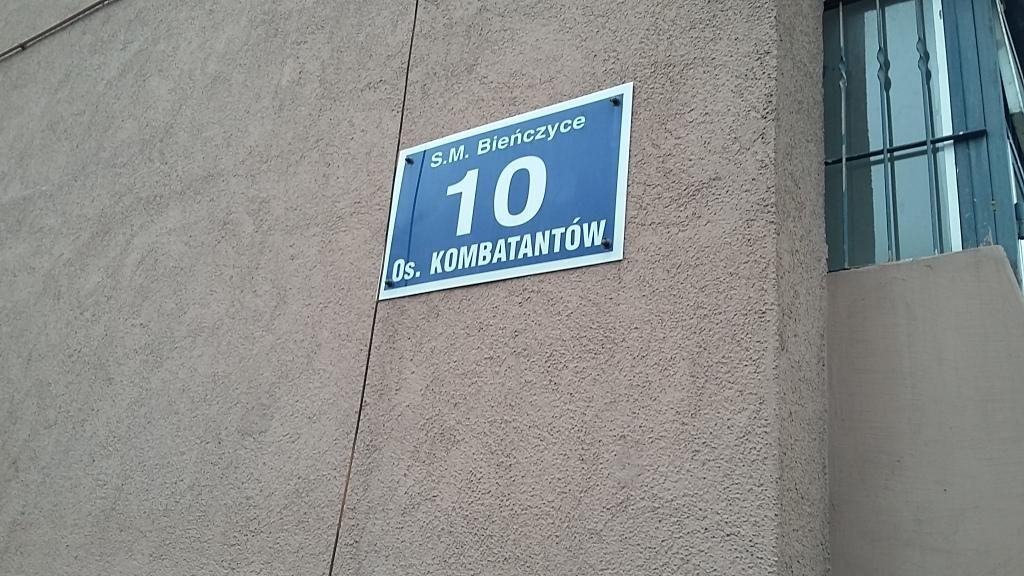 S.M. Bieńczyce
10
Os. KOMBATANTÓW